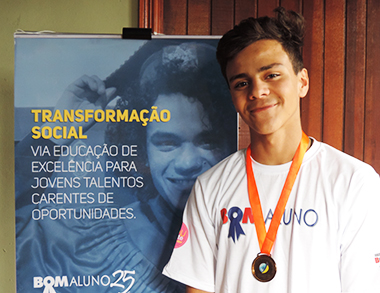 TRANSFORMAÇÃO
SOCIAL
VIA EDUCAÇÃO DE
EXCELÊNCIA PARA
JOVENS TALENTOS
CARENTES DE
OPORTUNIDADES.
BOM ALUNO 25
BOM ALUNO